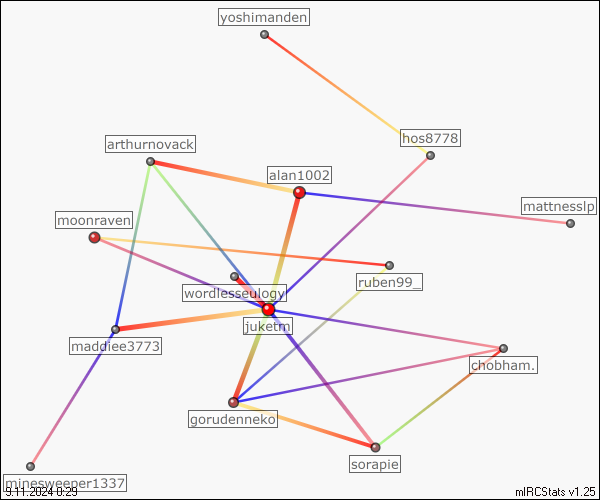 yoshimanden
hos8778
arthurnovack
alan1002
mattnesslp
moonraven
ruben99_
wordlesseulogy
juketm
maddiee3773
chobham.
gorudenneko
sorapie
minesweeper1337
9.11.2024 0:29
mIRCStats v1.25